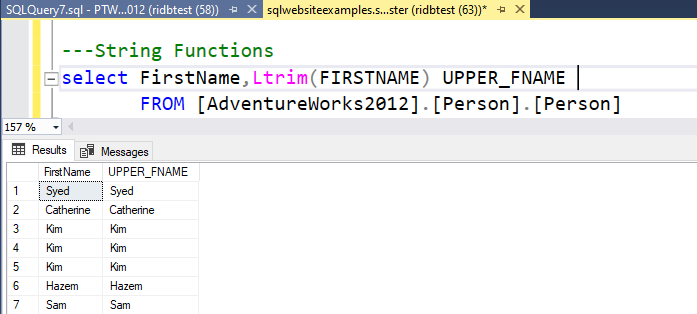 SQLQuery7.sql - PTW...012 (ridbtest (58)) sqlwebsiteexamples.s...ster (ridbtest (63))*
---String Functions
select FirstName,Ltrim(FIRSTNAME) UPPER_FNAME
FROM [AdventureWorks2012].[Person].[Person]
157 %
Results Messages
FirstName UPPER_FNAME
1 Syed Syed
2 Catherine Catherine
3 Kim Kim
4 Kim Kim
5 Kim Kim
6 Hazem Hazem
7 Sam Sam